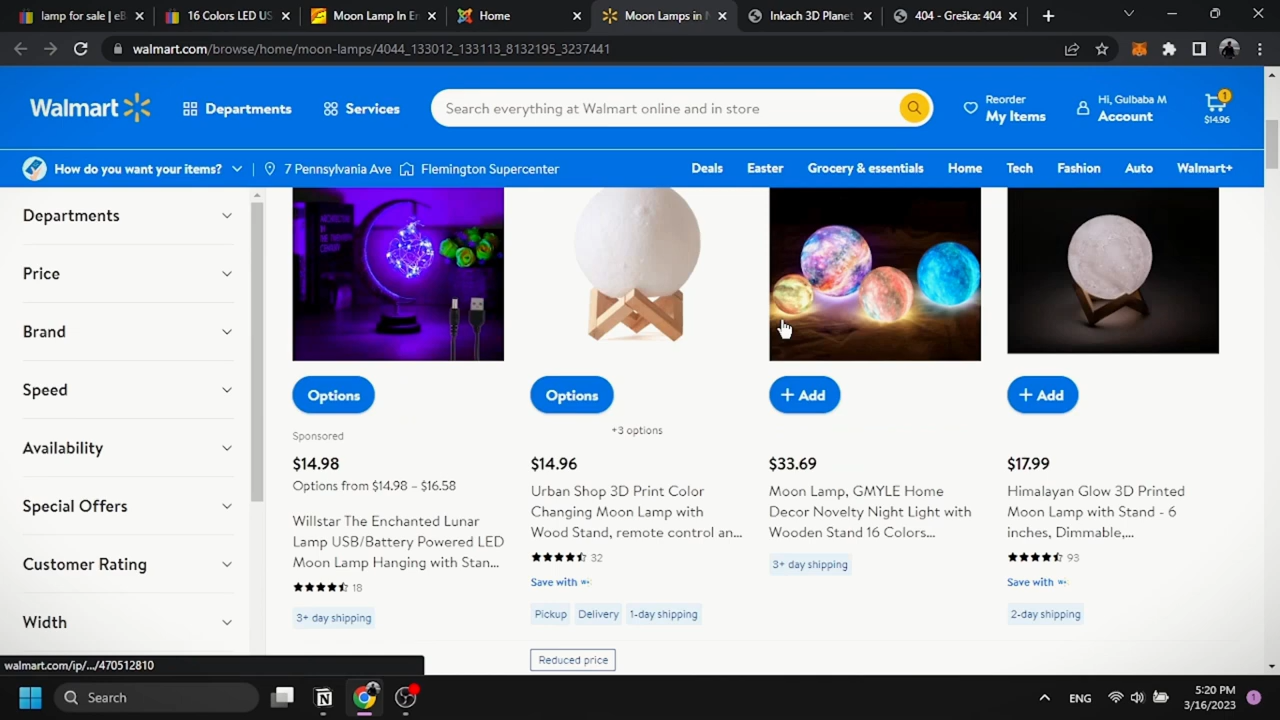 lamp for sale | eB
16 Colors LED US
Moon Lamp In E
Home
Moon Lamps in
Inkach 3D Planet
404 - Greška: 404
walmart.com/browse/home/moon-lamps/4044_133012_133113_8132195_3237441
Walmart
Departments
Services
Search everything at Walmart online and in store
Reorder
My Items
Hi, Gulbaba M
Account
1
$14.96
How do you want your items?
7 Pennsylvania Ave
Flemington Supercenter
Deals
Easter
Grocery & essentials
Home
Tech
Fashion
Auto
Walmart+
Departments
Price
Brand
Speed
Availability
Special Offers
Customer Rating
Width
Options
Sponsored
$14.98
Options from $14.98 – $16.58
Willstar The Enchanted Lunar
Lamp USB/Battery Powered LED
Moon Lamp Hanging with Stan...
18
3+ day shipping
Options
+3 options
$14.96
Urban Shop 3D Print Color
Changing Moon Lamp with
Wood Stand, remote control an...
32
Save with W+
Pickup
Delivery
1-day shipping
Reduced price
+ Add
$33.69
Moon Lamp, GMYLE Home
Decor Novelty Night Light with
Wooden Stand 16 Colors...
3+ day shipping
+ Add
$17.99
Himalayan Glow 3D Printed
Moon Lamp with Stand - 6
inches, Dimmable,...
93
Save with W+
2-day shipping
walmart.com/ip/.../470512810
Search
ENG
5:20 PM
3/16/2023
1